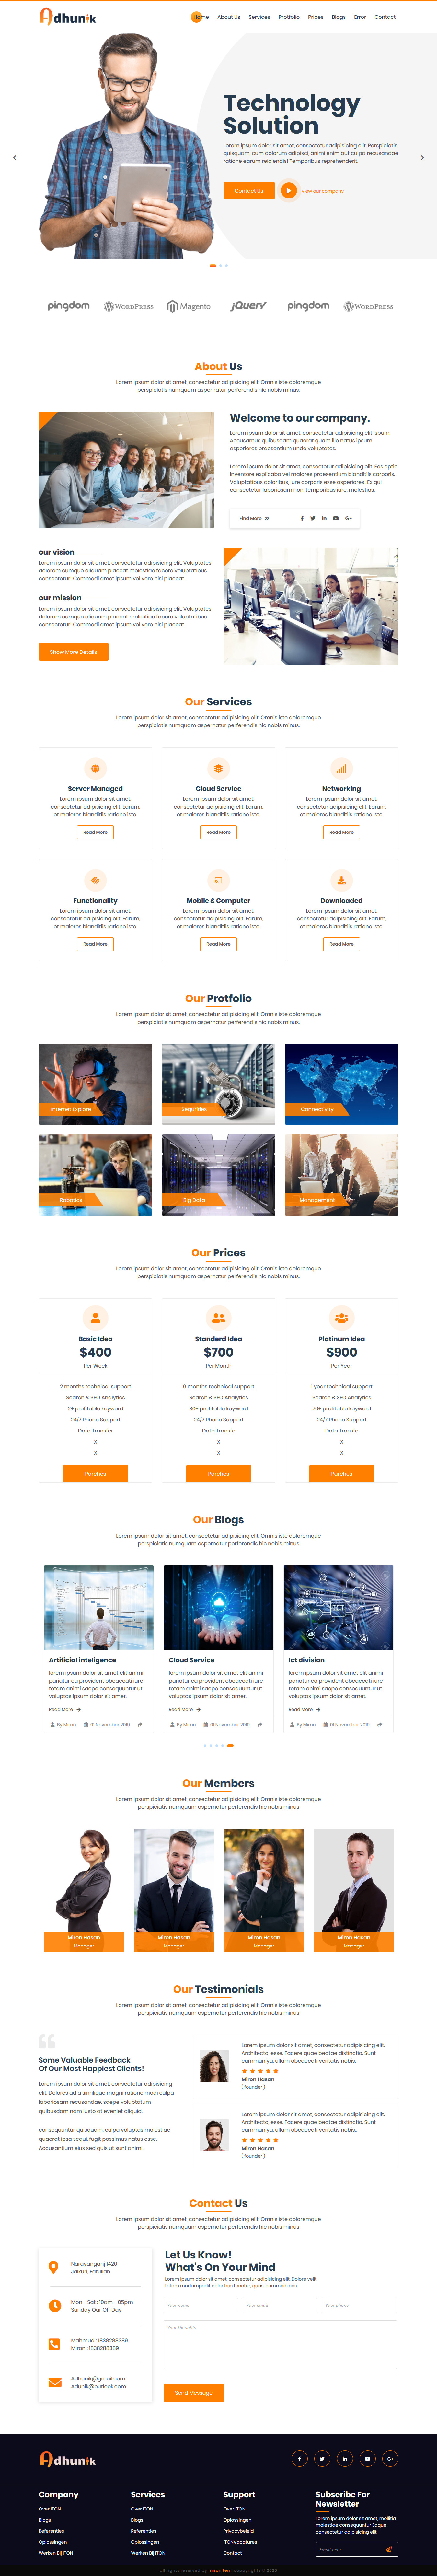 Adhunik
Home About Us Services Protfolio Prices Blogs Error Contact
Technology
Solution
Lorem ipsum dolor sit amet, consectetur adipisicing elit. Perspiciatis
quisquam, cum dolorum adipisci, animi enim aut culpa recusandae
ratione earum reiciendis! Temporibus reprehenderit.
Contact us
view our company
pingdom WordPress Magento jQuery pingdom WordPress
About Us
Lorem ipsum dolor sit amet, consectetur adipisicing elit. Omnis iste doloremque
perspiciatis numquam aspernatur perferendis hic nobis minus.
Welcome to our company.
Lorem ipsum dolor sit amet, consectetur adipisicing elit ispum.
Accusamus quibusdam quaerat quam illo natus ipsum
asperiores praesentium unde voluptates.
Lorem ipsum dolor sit amet, consectetur adipisicing elit. Eos optio
inventore explicabo vel maiores doloribus consectetur corporis.
Voluptatibus doloribus, iure corporis esse asperiores! Ex qui
consectetur laboriosam non, temporibus iure, molestias.
Find More
our vision
Lorem ipsum dolor sit amet, consectetur adipisicing elit. Voluptates
dolorum cumque aliquam placeat molestiae facere voluptatibus
consectetur! Commodi amet ipsum vel vero nisi placeat.
our mission
Lorem ipsum dolor sit amet, consectetur adipisicing elit. Voluptates
dolorum cumque aliquam placeat molestiae facere voluptatibus
consectetur! Commodi amet ipsum vel vero nisi placeat.
Show More Details
Our Services
Lorem ipsum dolor sit amet, consectetur adipisicing elit. Omnis iste doloremque
perspiciatis numquam aspernatur perferendis hic nobis minus.
Server Managed
Lorem ipsum dolor sit amet,
consectetur adipisicing elit. Earum,
et maiores blanditiis ratione iste.
Read More
Cloud Service
Lorem ipsum dolor sit amet,
consectetur adipisicing elit. Earum,
et maiores blanditiis ratione iste.
Read More
Networking
Lorem ipsum dolor sit amet,
consectetur adipisicing elit. Earum,
et maiores blanditiis ratione iste.
Read More
Functionality
Lorem ipsum dolor sit amet,
consectetur adipisicing elit. Earum,
et maiores blanditiis ratione iste.
Read More
Mobile & Computer
Lorem ipsum dolor sit amet,
consectetur adipisicing elit. Earum,
et maiores blanditiis ratione iste.
Read More
Downloaded
Lorem ipsum dolor sit amet,
consectetur adipisicing elit. Earum,
et maiores blanditiis ratione iste.
Read More
Our Protfolio
Lorem ipsum dolor sit amet, consectetur adipisicing elit. Omnis iste doloremque
perspiciatis numquam aspernatur perferendis hic nobis minus.
Internet Explore
Sequrities
Connectivity
Robotics
Big Data
Management
Our Prices
Lorem ipsum dolor sit amet, consectetur adipisicing elit. Omnis iste doloremque
perspiciatis numquam aspernatur perferendis hic nobis minus.
Basic Idea
$400
Per Week
2 months technical support
Search & SEO Analytics
2+ profitable keyword
24/7 Phone Support
Data Transfer
X
X
Parches
Standerd Idea
$700
Per Month
6 months technical support
Search & SEO Analytics
30+ profitable keyword
24/7 Phone Support
Data Transfe
X
X
Parches
Platinum Idea
$900
Per Year
1 year technical support
Search & SEO Analytics
70+ profitable keyword
24/7 Phone Support
Data Transfe
X
X
Parches
Our Blogs
Lorem ipsum dolor sit amet, consectetur adipisicing elit. Omnis iste doloremque
perspiciatis numquam aspernatur perferendis hic nobis minus.
Artificial inteligence
lorem ipsum dolor sit amet elit animi
pariatur ea provident obcaecati iure
totam animi saepe consequuntur ut
voluptas ipsum dolor sit amet.
Read More
By Miron 01 November 2016
Cloud Service
lorem ipsum dolor sit amet elit animi
pariatur ea provident obcaecati iure
totam animi saepe consequuntur ut
voluptas ipsum dolor sit amet.
Read More
By Miron 01 November 2016
ICT
Ict division
lorem ipsum dolor sit amet elit animi
pariatur ea provident obcaecati iure
totam animi saepe consequuntur ut
voluptas ipsum dolor sit amet.
Read More
By Miron 01 November 2016
Our Members
Lorem ipsum dolor sit amet, consectetur adipisicing elit. Omnis iste doloremque
perspiciatis numquam aspernatur perferendis hic nobis minus
Miron Hasan
Manager
Miron Hasan
Manager
Miron Hasan
Manager
Miron Hasan
Manager
Our Testimonials
Lorem ipsum dolor sit amet, consectetur adipisicing elit. Omnis iste doloremque
perspiciatis numquam aspernatur perferendis hic nobis minus
Some Valuable Feedback
Of Our Most Happiest Clients!
Lorem ipsum dolor sit amet, consectetur adipisicing
elit. Dolores ad a similique magni ratione modi culpa
laboriosam recusandae, saepe voluptatum
quibusdam nam iusto at eveniet aliquid.
consequuntur quisquam, culpa voluptas molestiae
quaerat ipsa sequi, fugit possimus natus esse.
Accusantium eius sed quis ut sunt animi.
Lorem ipsum dolor sit amet, consectetur adipisicing elit.
Architecto, esse. Facere quae beatae distinctio. Sunt
cummuniya, ullam obcaecati veritatis nobis.
Miron Hasan
( founder )
Lorem ipsum dolor sit amet, consectetur adipisicing elit.
Architecto, esse. Facere quae beatae distinctio. Sunt
cummuniya, ullam obcaecati veritatis nobis..
Miron Hasan
( founder )
Contact Us
Lorem ipsum dolor sit amet, consectetur adipisicing elit. Omnis iste doloremque
perspiciatis numquam aspernatur perferendis hic nobis minus
Narayanganj 1420
Jalkuri, Fatullah
Mon - Sat : 10am - 05pm
Sunday Our Off Day
Mahmud : 1838288389
Miron : 1838288389
Adhunik@gmail.com
Adunik@outlook.com
Let Us Know!
What's On Your Mind
Lorem ipsum dolor sit amet, consectetur adipisicing elit. Dolore velit
totam modi impedit doloribus tenetur, quas, commodi eos.
Your name
Your email
Your phone
Your thoughts
Send Message
Adhunik
Company
Over ITON
Blogs
Referenties
Oplossingen
Werken Bij ITON
Services
Over ITON
Blogs
Referenties
Oplossingen
Werken Bij ITON
Support
Over ITON
Oplossingen
Privacybeleid
ITONVacatures
Contact
Subscribe For
Newsletter
Lorem ipsum dolor sit amet, mollitia
molestias consequuntur Eaque
consectetur adipisicing elit.
Email here
all rights reserved by mironitem. coppyrights © 2022